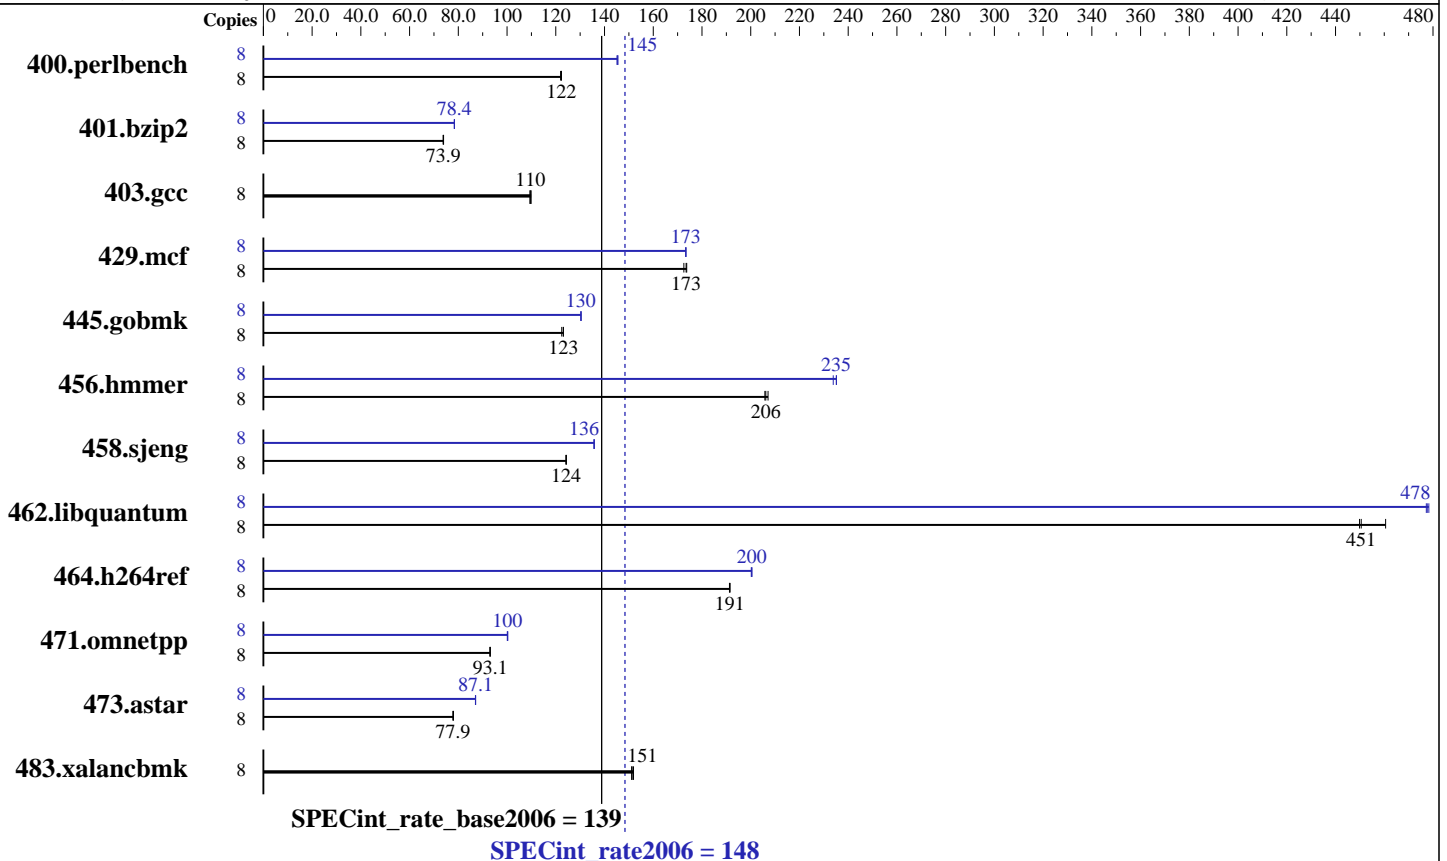 Copies 0 20.0 40.0 60.0 80.0 100 120 140 160 180 200 220 240 260 280 300 320 340 360 380 400 420 440 480
400.perlbench 8 145
8 122
401.bzip2 8 78.4
8 73.9
403.gcc 8 110
429.mcf 8 173
8 173
445.gobmk 8 130
8 123
456.hmmer 8 235
8 206
458.sjeng 8 136
8 124
462.libquantum 8 478
8 451
464.h264ref 8 200
8 191
471.omnetpp 8 100
8 93.1
473.astar 8 87.1
8 77.9
483.xalancbmk 8 151
SPECint_rate_base2006 = 139
SPECint_rate2006 = 148